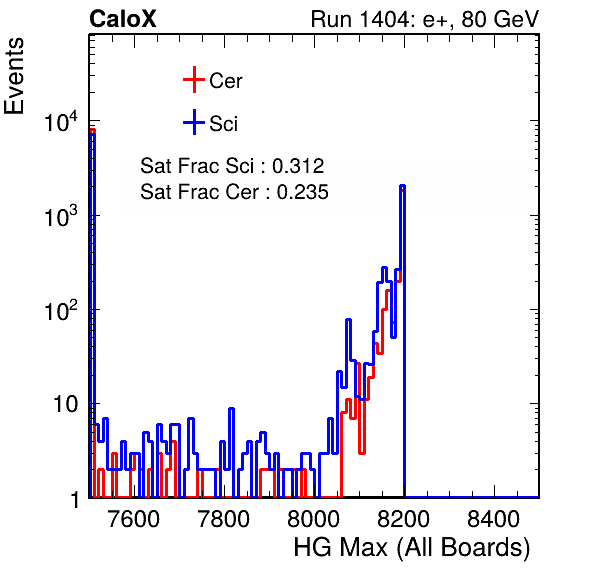 CaloX Run 1404: e+, 80 GeV
Events
Cer
Sci
Sat Frac Sci : 0.312
Sat Frac Cer : 0.235
10^4
10^3
10^2
10
1
7600 7800 8000 8200 8400
HG Max (All Boards)